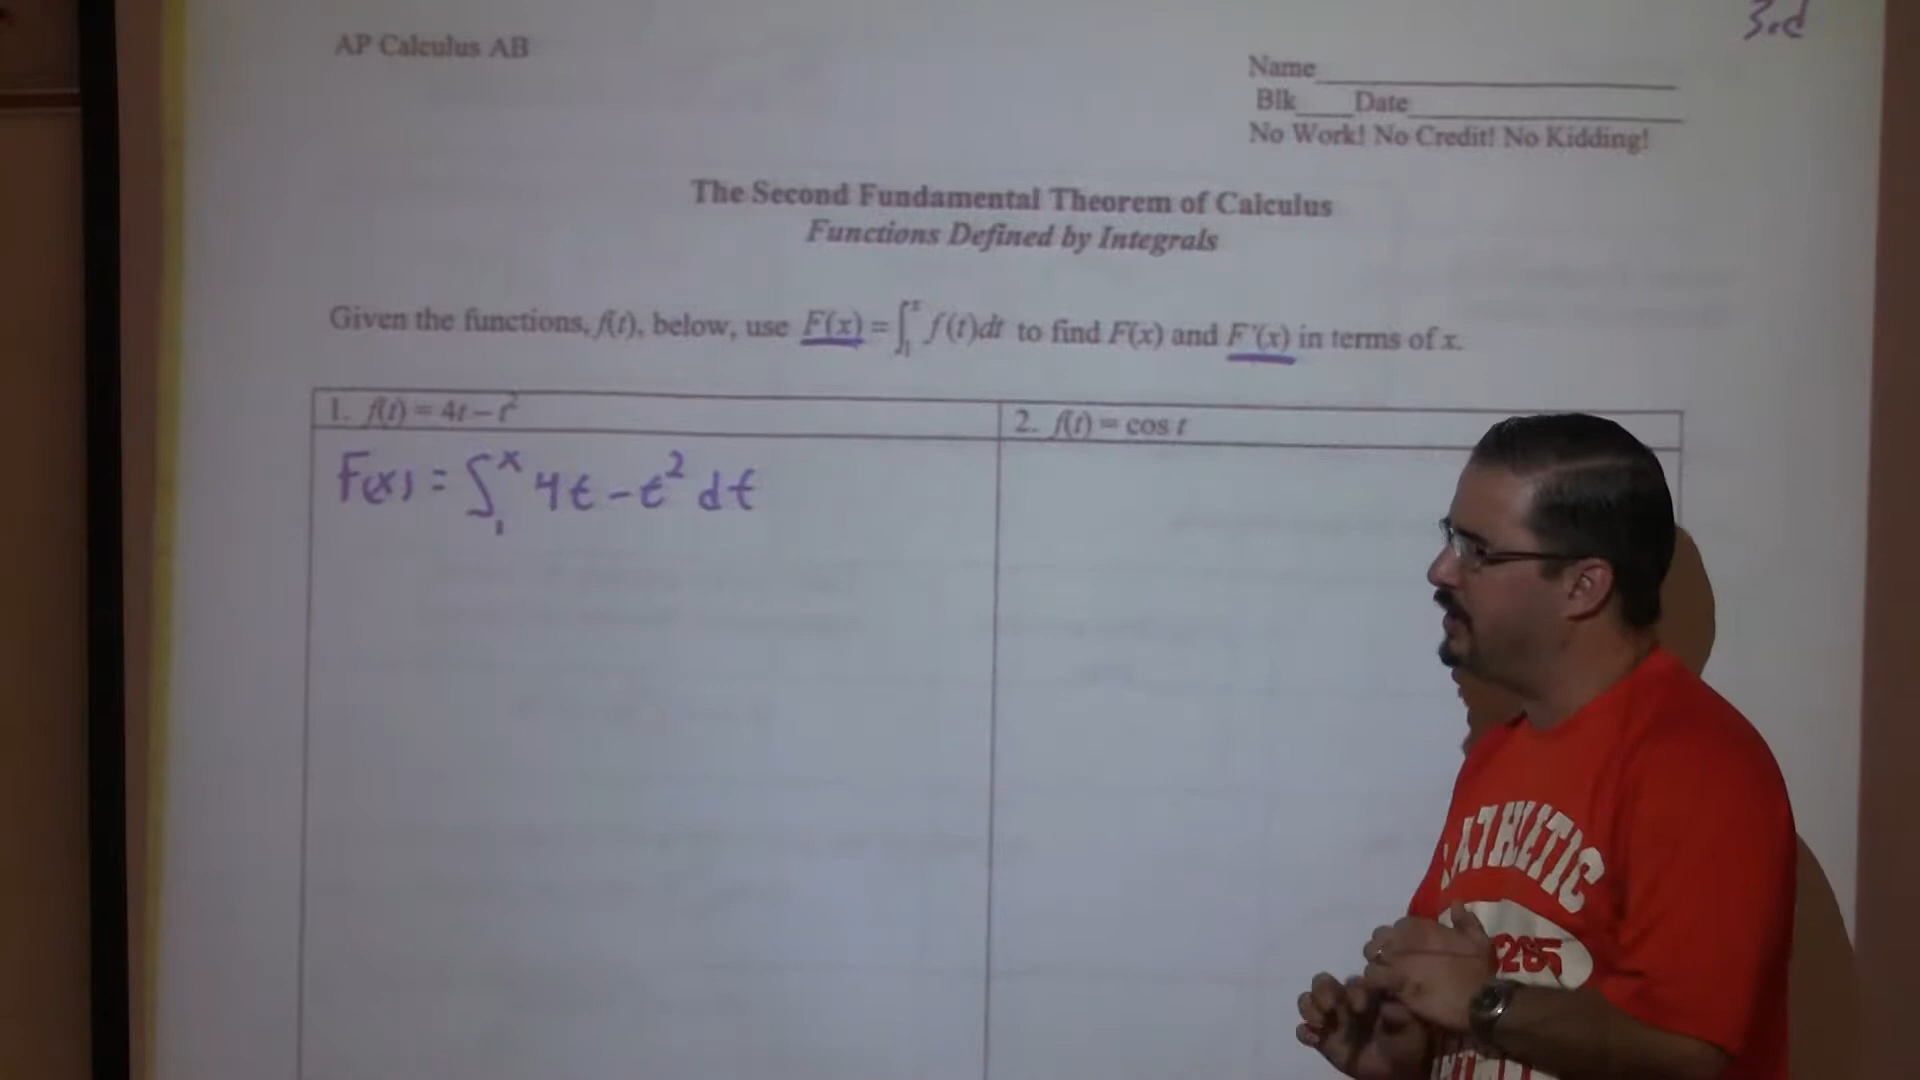 3rd
AP Calculus AB
Name
Blk Date
No Work! No Credit! No Kidding!
The Second Fundamental Theorem of Calculus
Functions Defined by Integrals
Given the functions, f(t), below, use F(x) = ∫₁ˣ f(t)dt to find F(x) and F'(x) in terms of x.
1. f(t) = 4t – t²
2. f(t) = cos t
F(x) = ∫₁ˣ 4t – t² dt
ATHLETIC